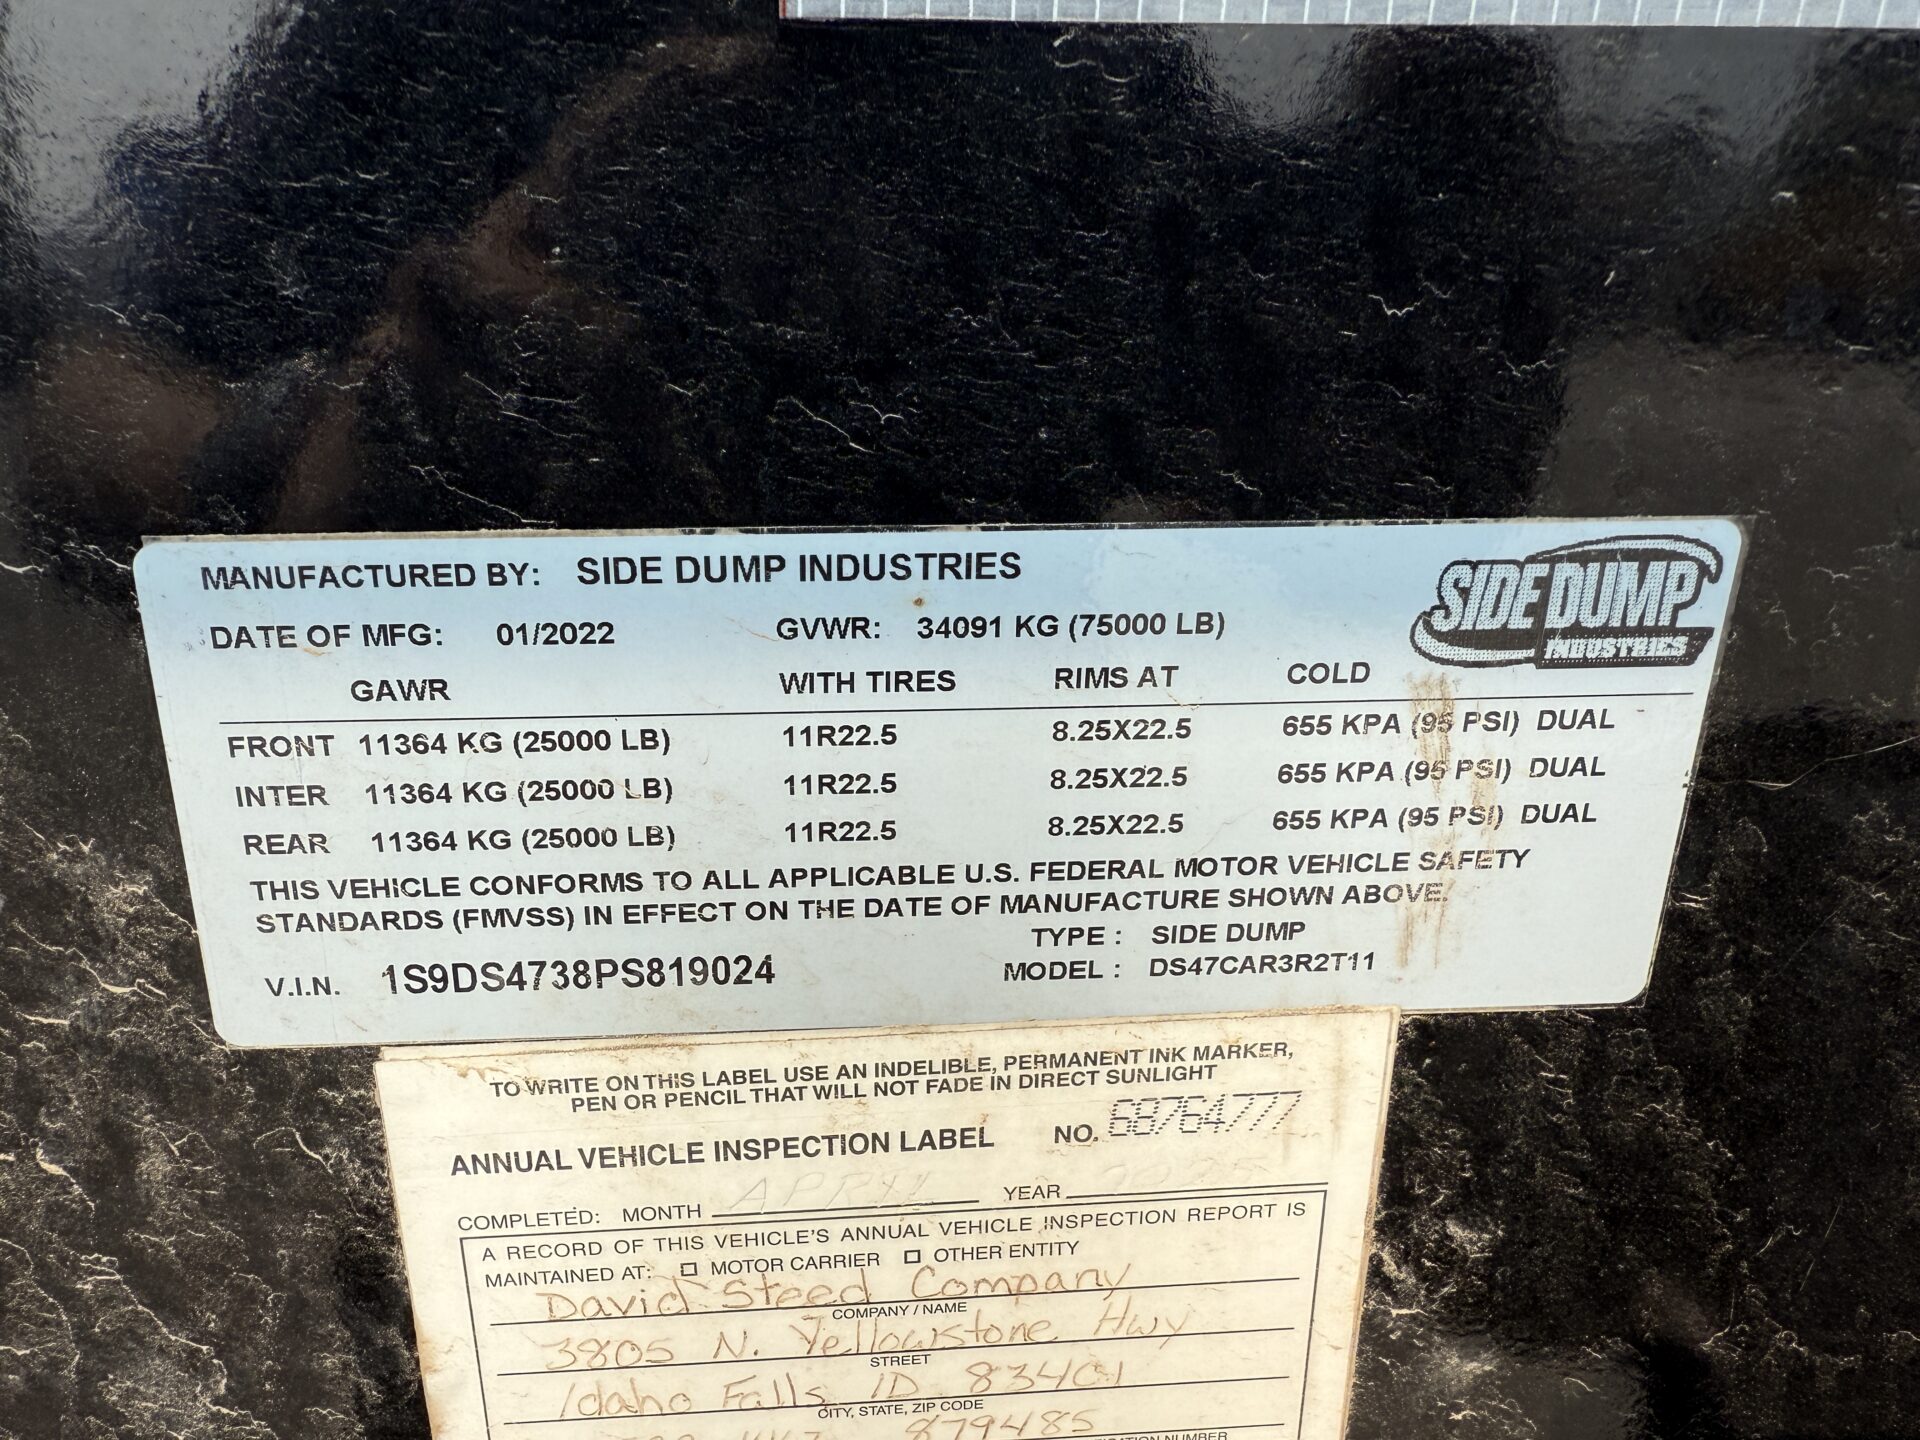 MANUFACTURED BY: SIDE DUMP INDUSTRIES
SIDE DUMP
INDUSTRIES
DATE OF MFG: 01/2022 GVWR: 34091 KG (75000 LB)
GAWR WITH TIRES RIMS AT COLD
FRONT 11364 KG (25000 LB) 11R22.5 8.25X22.5 655 KPA (95 PSI) DUAL
INTER 11364 KG (25000 LB) 11R22.5 8.25X22.5 655 KPA (95 PSI) DUAL
REAR 11364 KG (25000 LB) 11R22.5 8.25X22.5 655 KPA (95 PSI) DUAL
THIS VEHICLE CONFORMS TO ALL APPLICABLE U.S. FEDERAL MOTOR VEHICLE SAFETY
STANDARDS (FMVSS) IN EFFECT ON THE DATE OF MANUFACTURE SHOWN ABOVE.
TYPE : SIDE DUMP
V.I.N. 1S9DS4738PS819024 MODEL : DS47CAR3R2T11
TO WRITE ON THIS LABEL USE AN INDELIBLE, PERMANENT INK MARKER,
PEN OR PENCIL THAT WILL NOT FADE IN DIRECT SUNLIGHT
ANNUAL VEHICLE INSPECTION LABEL NO. 68764777
COMPLETED: MONTH APRIL YEAR
A RECORD OF THIS VEHICLE'S ANNUAL VEHICLE INSPECTION REPORT IS
MAINTAINED AT: MOTOR CARRIER OTHER ENTITY
David Steed Company
COMPANY / NAME
3805 N. Yellowstone Hwy
STREET
Idaho Falls ID 83401
CITY, STATE, ZIP CODE
879485